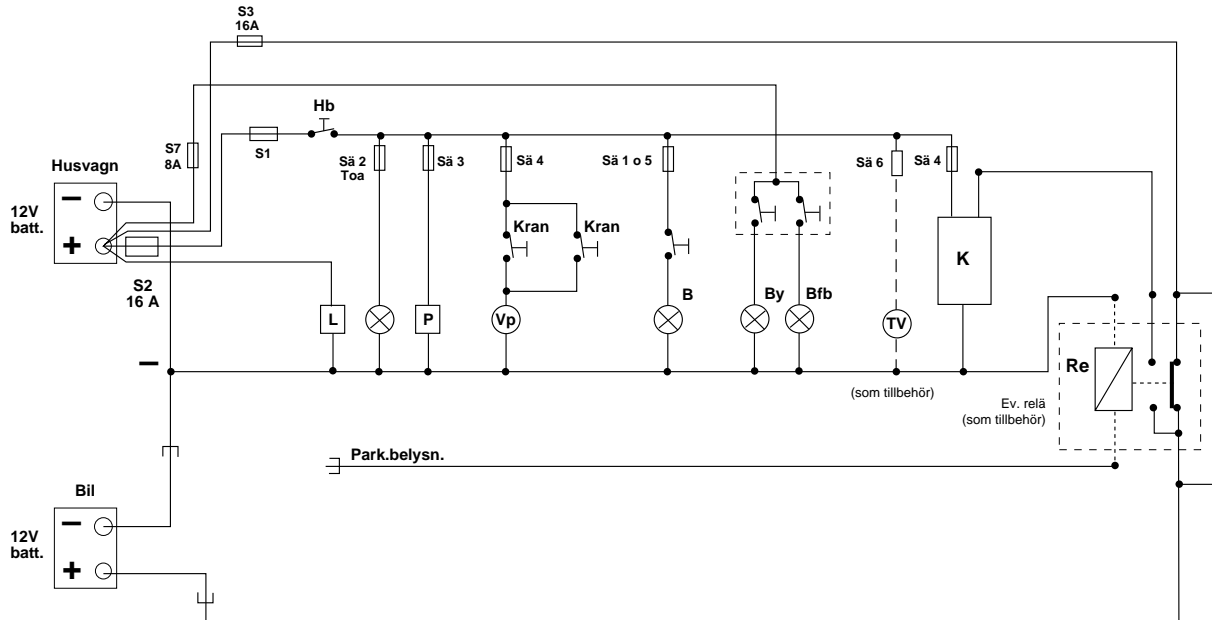 S3
16A
Hb
S7
8A
S1
Sä 2
Toa
Sä 3
Sä 4
Sä 1 o 5
Sä 6
Sä 4
Husvagn
12V
batt.
−
+
S2
16 A
Kran
Kran
K
L
P
Vp
B
By
Bfb
TV
−
(som tillbehör)
Re
Ev. relä
(som tillbehör)
Park.belysn.
Bil
12V
batt.
−
+